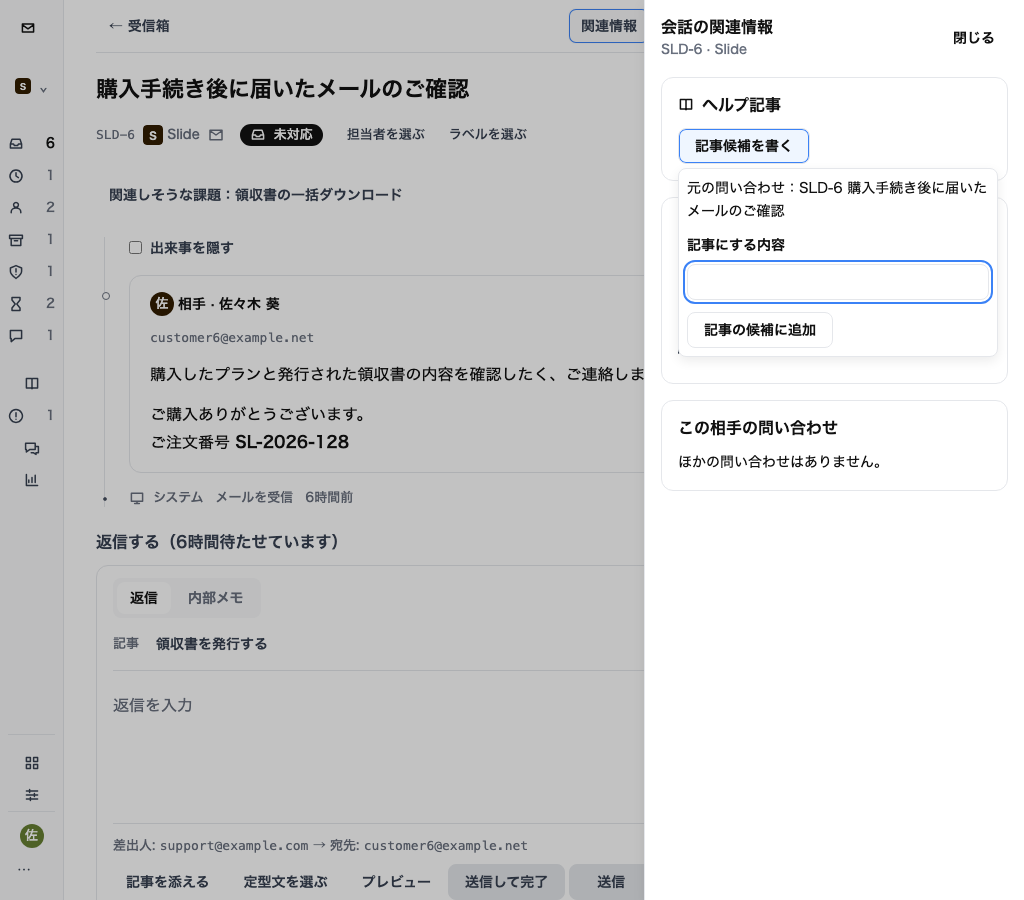 ← 受信箱
関連情報
S
6
1
2
1
1
2
1
1
佐
…
購入手続き後に届いたメールのご確認
SLD-6 S Slide 未対応 担当者を選ぶ ラベルを選ぶ
関連しそうな課題：領収書の一括ダウンロード
出来事を隠す
佐 相手 · 佐々木 葵
customer6@example.net
購入したプランと発行された領収書の内容を確認したく、ご連絡しま
ご購入ありがとうございます。
ご注文番号 SL-2026-128
システム メールを受信 6時間前
返信する（6時間待たせています）
返信 内部メモ
記事 領収書を発行する
返信を入力
差出人: support@example.com → 宛先: customer6@example.net
記事を添える 定型文を選ぶ プレビュー 送信して完了 送信
会話の関連情報
SLD-6 · Slide
閉じる
ヘルプ記事
記事候補を書く
元の問い合わせ：SLD-6 購入手続き後に届いた
メールのご確認
記事にする内容
記事の候補に追加
この相手の問い合わせ
ほかの問い合わせはありません。